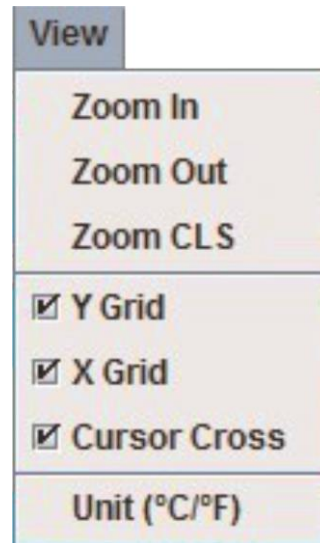 View
Zoom In
Zoom Out
Zoom CLS
Y Grid
X Grid
Cursor Cross
Unit (°C/°F)